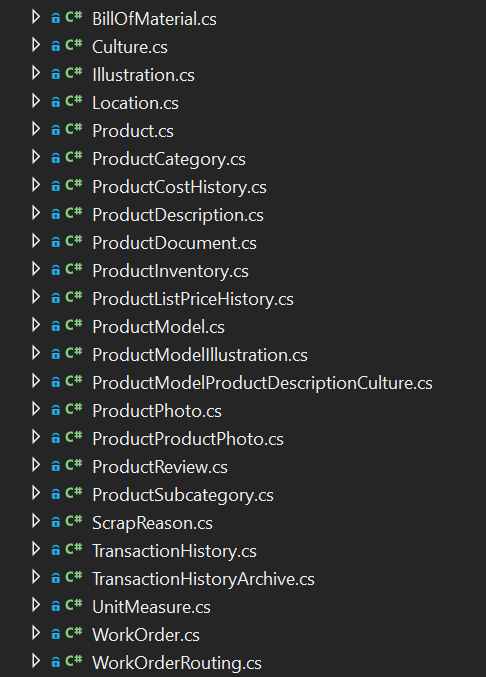 C# BillOfMaterial.cs
C# Culture.cs
C# Illustration.cs
C# Location.cs
C# Product.cs
C# ProductCategory.cs
C# ProductCostHistory.cs
C# ProductDescription.cs
C# ProductDocument.cs
C# ProductInventory.cs
C# ProductListPriceHistory.cs
C# ProductModel.cs
C# ProductModelIllustration.cs
C# ProductModelProductDescriptionCulture.cs
C# ProductPhoto.cs
C# ProductProductPhoto.cs
C# ProductReview.cs
C# ProductSubcategory.cs
C# ScrapReason.cs
C# TransactionHistory.cs
C# TransactionHistoryArchive.cs
C# UnitMeasure.cs
C# WorkOrder.cs
C# WorkOrderRouting.cs